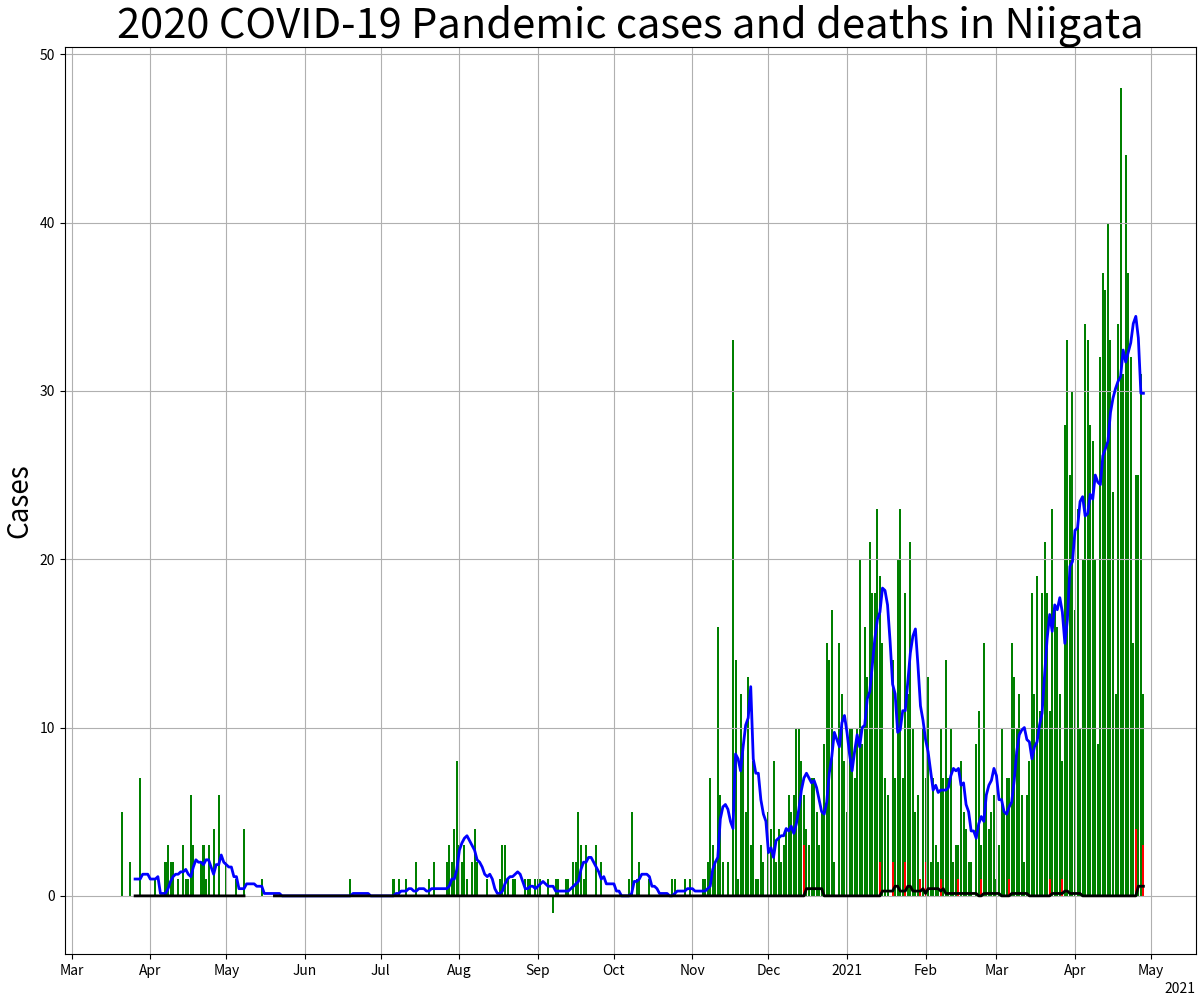 2020 COVID-19 Pandemic cases and deaths in Niigata
50
40
30
20
10
0
Cases
Mar Apr May Jun Jul Aug Sep Oct Nov Dec 2021 Feb Mar Apr May
2021